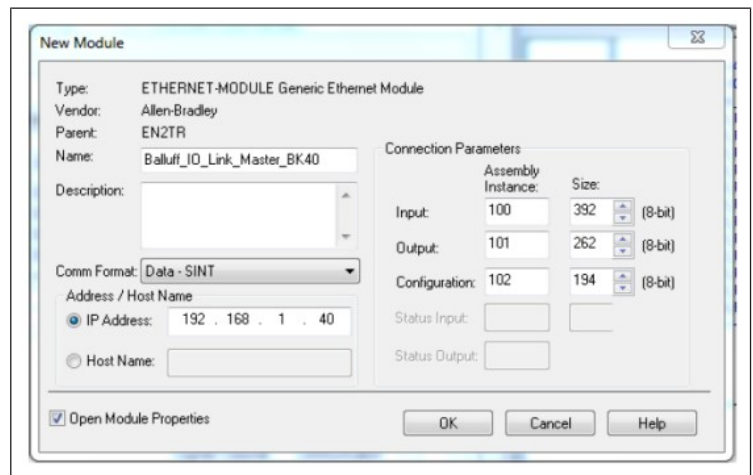 New Module
Type: ETHERNET-MODULE Generic Ethernet Module
Vendor: Allen-Bradley
Parent: EN2TR
Name: Balluff_IO_Link_Master_BK40
Description:
Comm Format: Data - SINT
Address / Host Name
IP Address: 192 . 168 . 1 . 40
Host Name:
Connection Parameters
Assembly Instance: Size:
Input: 100 392 (8-bit)
Output: 101 262 (8-bit)
Configuration: 102 194 (8-bit)
Status Input:
Status Output:
Open Module Properties
OK Cancel Help